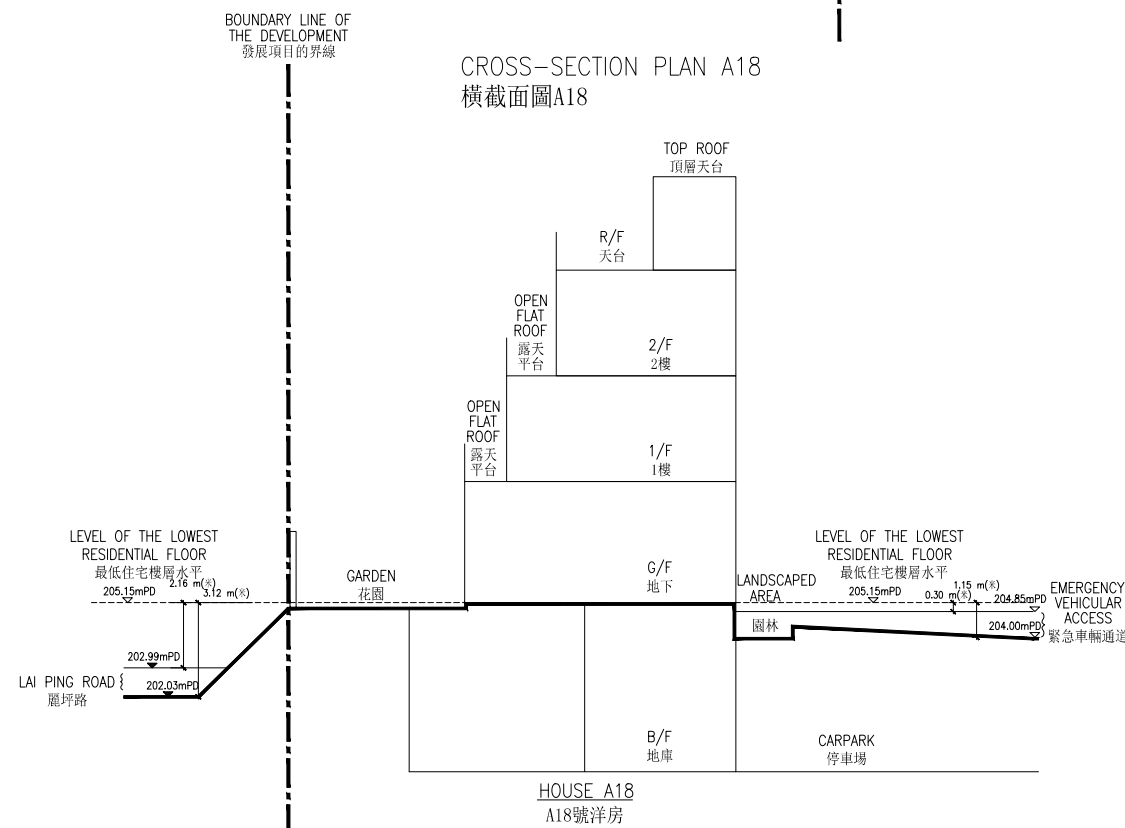 BOUNDARY LINE OF
THE DEVELOPMENT
發展項目的界線
CROSS-SECTION PLAN A18
橫截面圖A18
TOP ROOF
頂層天台
R/F
天台
OPEN
FLAT
ROOF
露天
平台
2/F
2樓
OPEN
FLAT
ROOF
露天
平台
1/F
1樓
LEVEL OF THE LOWEST
RESIDENTIAL FLOOR
最低住宅樓層水平
2.16 m(米)
205.15mPD
3.12 m(米)
GARDEN
花園
G/F
地下
LANDSCAPED
AREA
園林
LEVEL OF THE LOWEST
RESIDENTIAL FLOOR
最低住宅樓層水平
205.15mPD
1.15 m(米)
0.30 m(米)
204.85mPD
204.00mPD
EMERGENCY
VEHICULAR
ACCESS
緊急車輛通道
202.99mPD
LAI PING ROAD
麗坪路
202.03mPD
B/F
地庫
CARPARK
停車場
HOUSE A18
A18號洋房